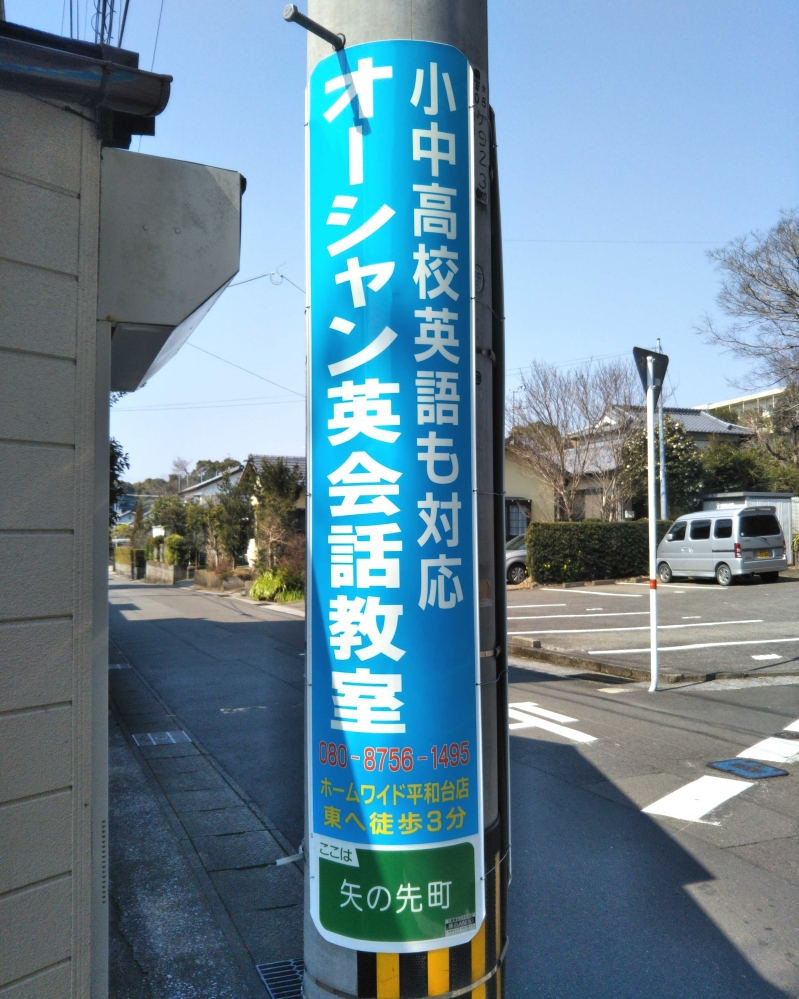 小中高校英語も対応
オーシャン英会話教室
080-8756-1495
ホームワイド平和台店
東へ徒歩3分
ここは
矢の先町